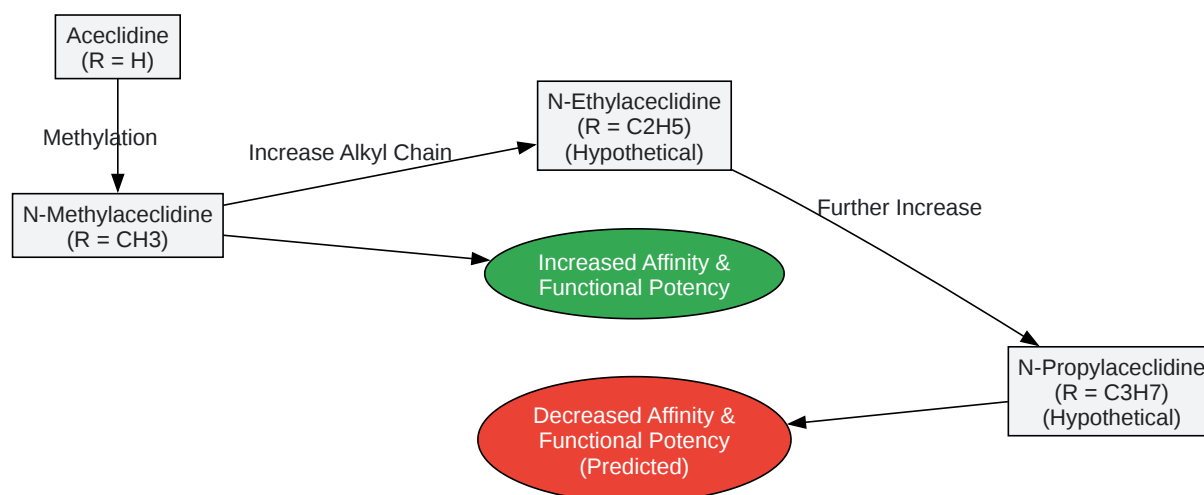 Aceclidine
(R = H)
Methylation
N-Methylaceclidine
(R = CH3)
Increase Alkyl Chain
N-Ethylaceclidine
(R = C2H5)
(Hypothetical)
Further Increase
Increased Affinity &
Functional Potency
N-Propylaceclidine
(R = C3H7)
(Hypothetical)
Decreased Affinity &
Functional Potency
(Predicted)